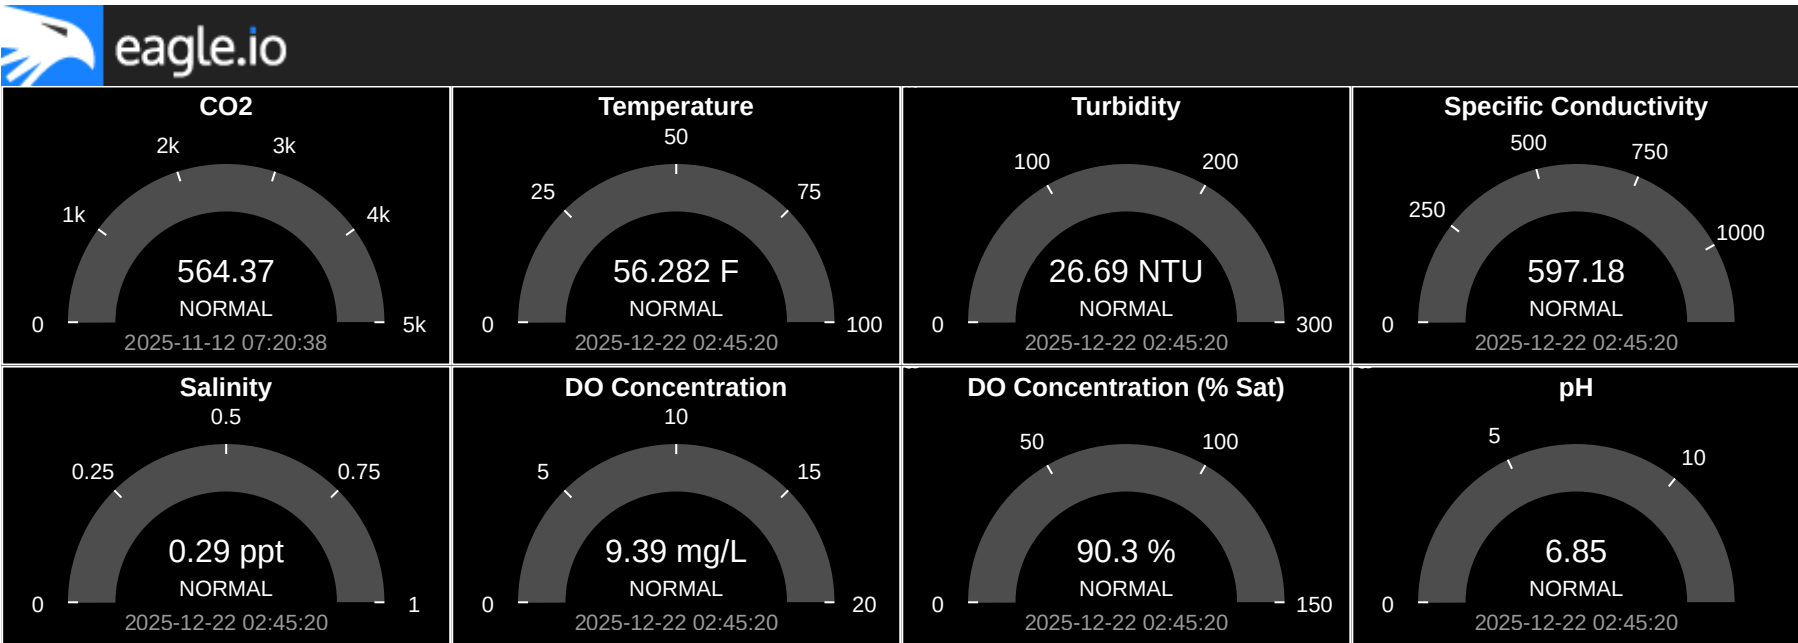 eagle.io
CO2
2k
3k
1k
4k
564.37
NORMAL
0
5k
2025-11-12 07:20:38
Temperature
50
25
75
56.282 F
NORMAL
0
100
2025-12-22 02:45:20
Turbidity
100
200
26.69 NTU
NORMAL
0
300
2025-12-22 02:45:20
Specific Conductivity
500
750
250
1000
597.18
NORMAL
0
2025-12-22 02:45:20
Salinity
0.5
0.25
0.75
0.29 ppt
NORMAL
0
1
2025-12-22 02:45:20
DO Concentration
10
5
15
9.39 mg/L
NORMAL
0
20
2025-12-22 02:45:20
DO Concentration (% Sat)
50
100
90.3 %
NORMAL
0
150
2025-12-22 02:45:20
pH
5
10
6.85
NORMAL
0
2025-12-22 02:45:20